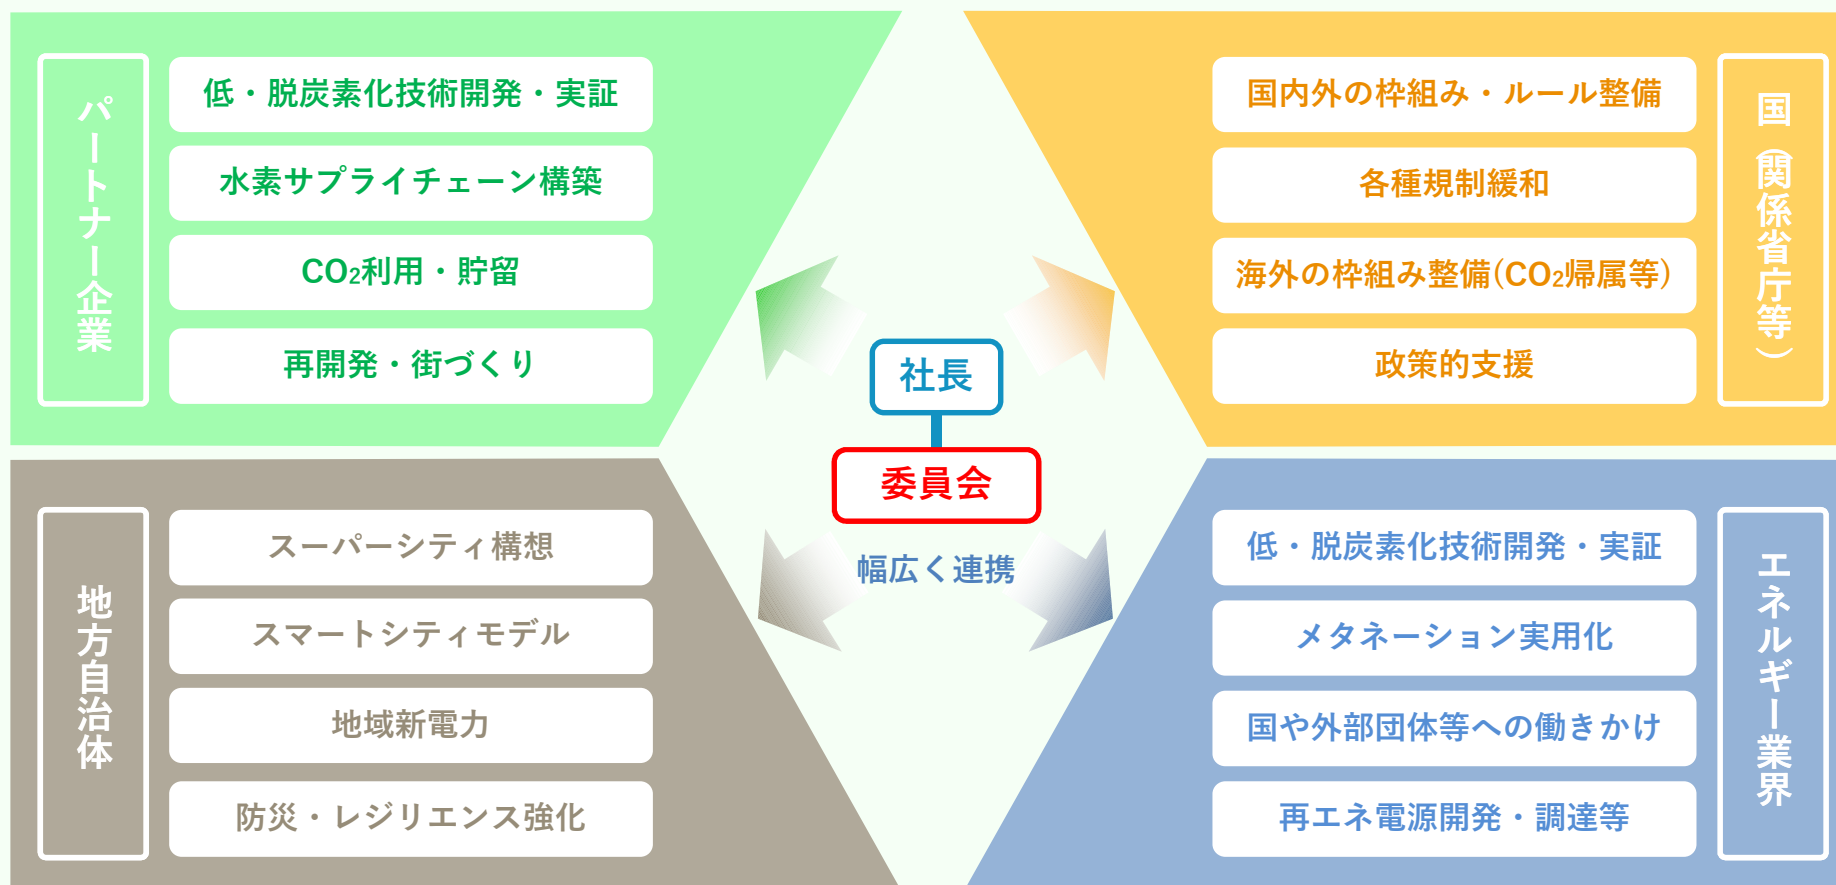 パートナー企業
低・脱炭素化技術開発・実証
水素サプライチェーン構築
CO₂利用・貯留
再開発・街づくり
国（関係省庁等）
国内外の枠組み・ルール整備
各種規制緩和
海外の枠組み整備(CO₂帰属等)
政策的支援
社長
委員会
幅広く連携
地方自治体
スーパーシティ構想
スマートシティモデル
地域新電力
防災・レジリエンス強化
エネルギー業界
低・脱炭素化技術開発・実証
メタネーション実用化
国や外部団体等への働きかけ
再エネ電源開発・調達等